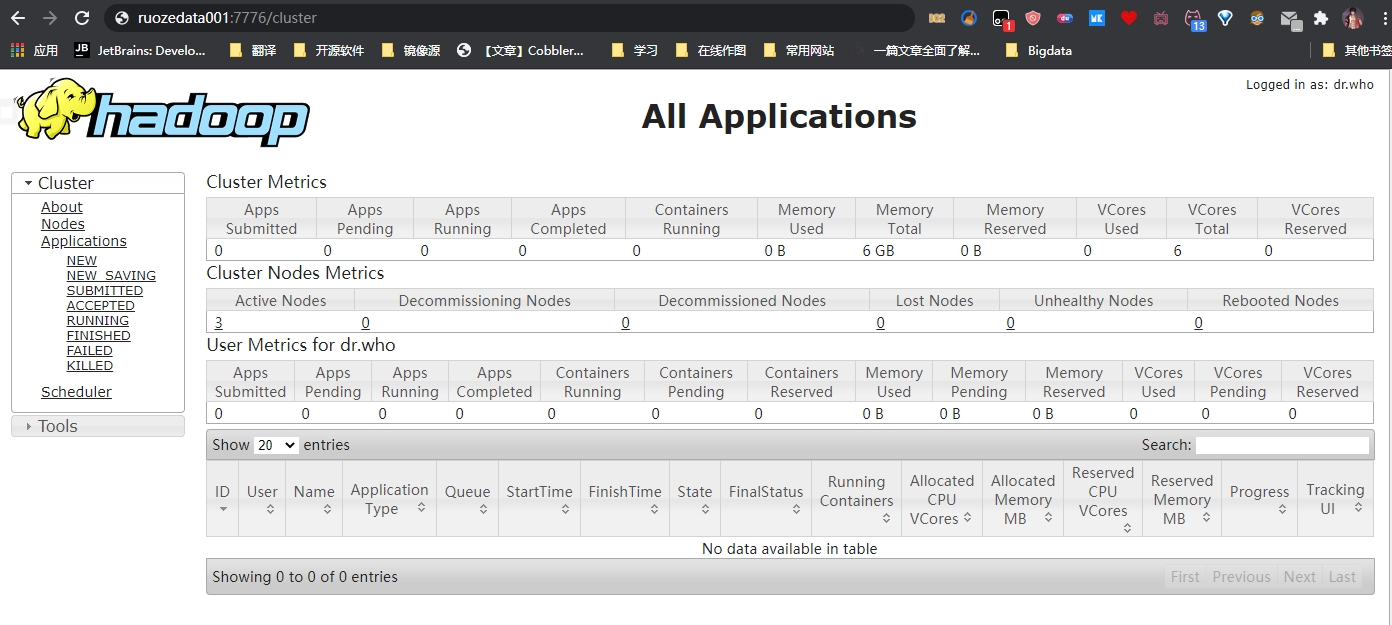 ruozedata001:7776/cluster
1
13
应用
JetBrains: Develo...
翻译
开源软件
镜像源
【文章】Cobbler...
学习
在线作图
常用网站
一篇文章全面了解...
Bigdata
其他书签
hadoop
All Applications
Logged in as: dr.who
Cluster
About
Nodes
Applications
NEW
NEW_SAVING
SUBMITTED
ACCEPTED
RUNNING
FINISHED
FAILED
KILLED
Scheduler
Tools
Cluster Metrics
Apps Submitted Apps Pending Apps Running Apps Completed Containers Running Memory Used Memory Total Memory Reserved VCores Used VCores Total VCores Reserved
0 0 0 0 0 0 B 6 GB 0 B 0 6 0
Cluster Nodes Metrics
Active Nodes Decommissioning Nodes Decommissioned Nodes Lost Nodes Unhealthy Nodes Rebooted Nodes
3 0 0 0 0 0
User Metrics for dr.who
Apps Submitted Apps Pending Apps Running Apps Completed Containers Running Containers Pending Containers Reserved Memory Used Memory Pending Memory Reserved VCores Used VCores Pending VCores Reserved
0 0 0 0 0 0 0 0 B 0 B 0 B 0 0 0
Show 20 entries
Search:
ID User Name Application Type Queue StartTime FinishTime State FinalStatus Running Containers Allocated CPU VCores Allocated Memory MB Reserved CPU VCores Reserved Memory MB Progress Tracking UI
No data available in table
Showing 0 to 0 of 0 entries
First Previous Next Last